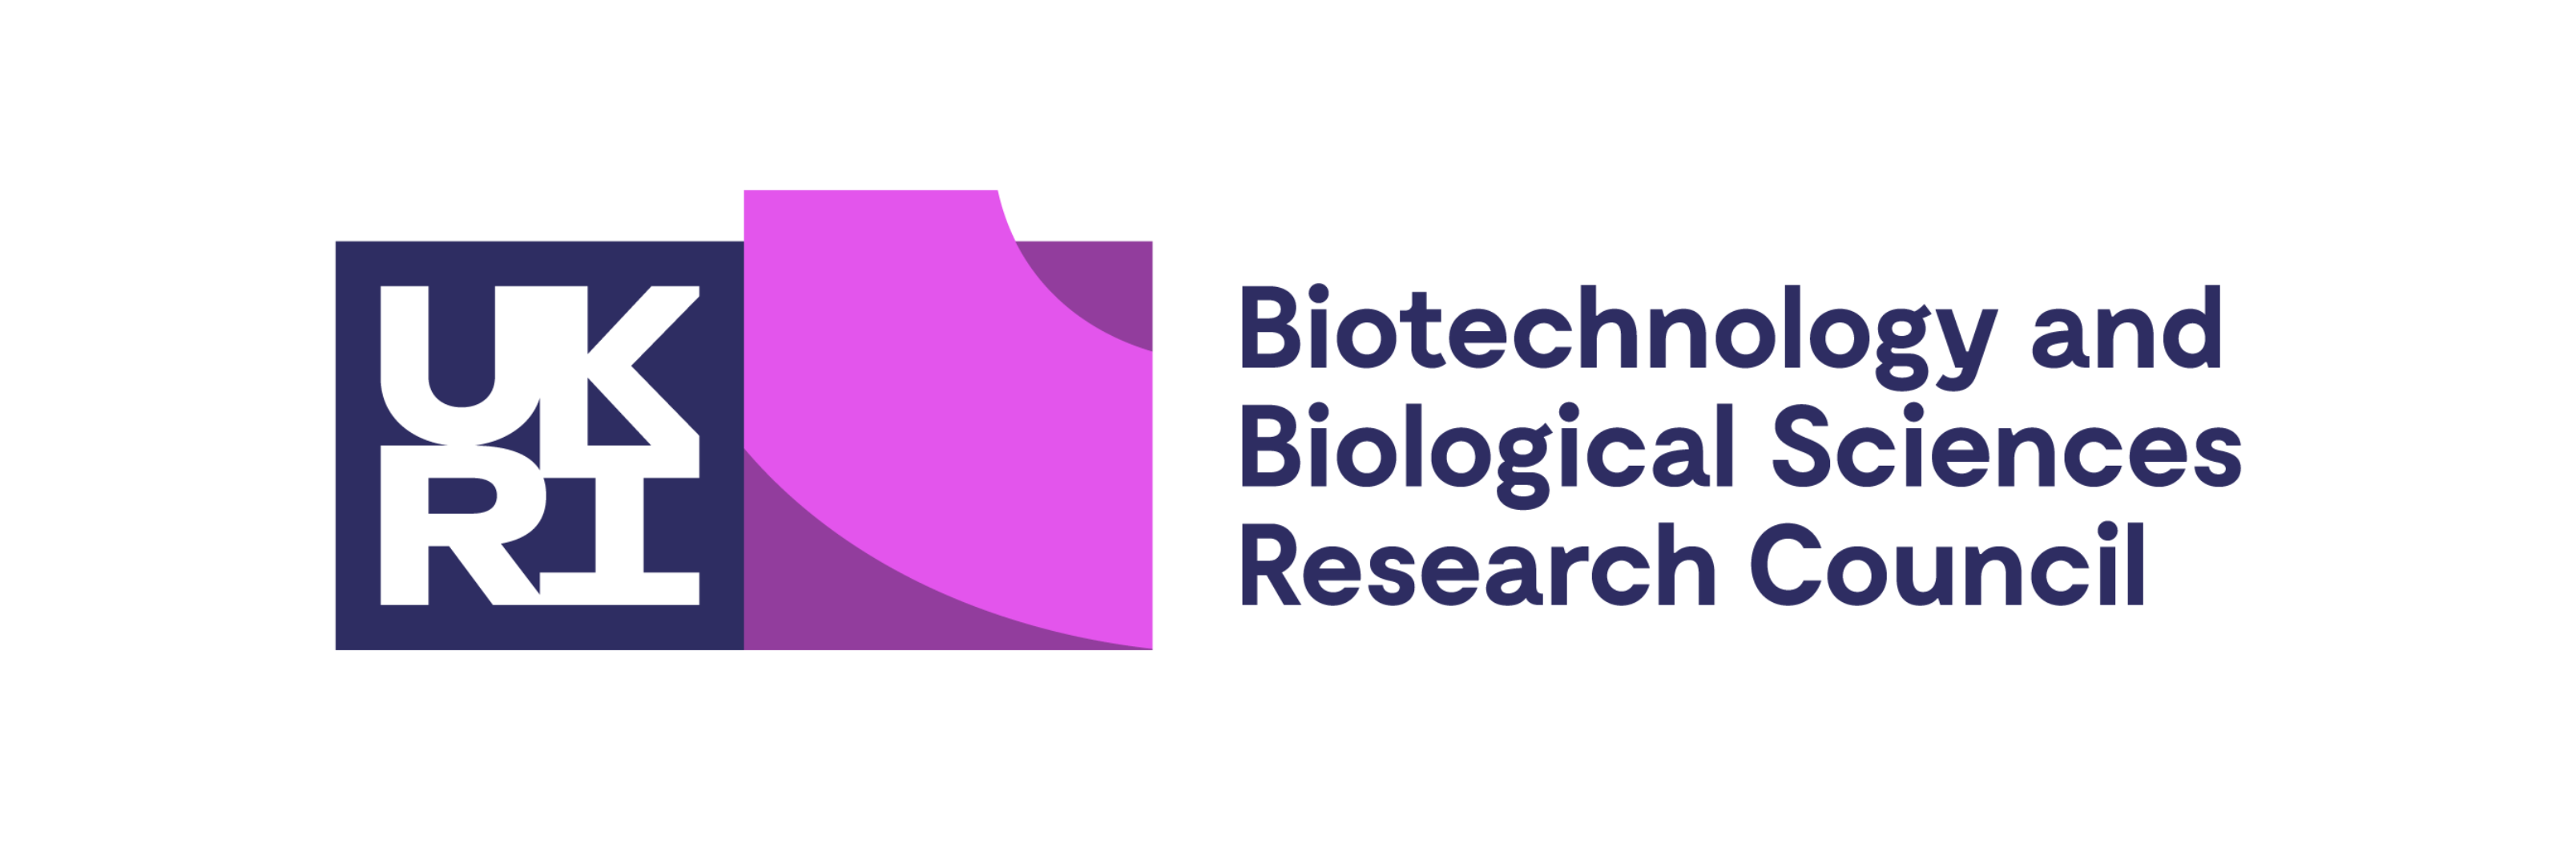 UK
RI
Biotechnology and
Biological Sciences
Research Council